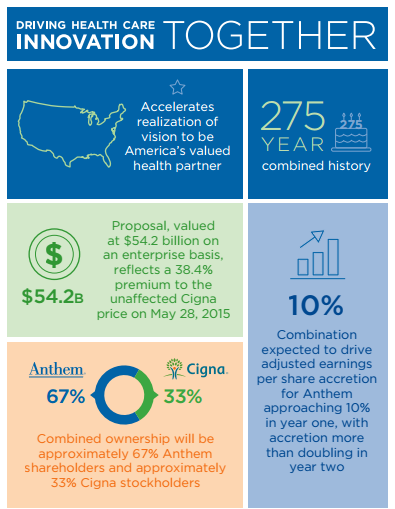 DRIVING HEALTH CARE
INNOVATION
TOGETHER
Accelerates
realization of
vision to be
America's valued
health partner
275
YEAR
275
combined history
$
$54.2B
Proposal, valued
at $54.2 billion on
an enterprise basis,
reflects a 38.4%
premium to the
unaffected Cigna
price on May 28, 2015
10%
Combination
expected to drive
adjusted earnings
per share accretion
for Anthem
approaching 10%
in year one, with
accretion more
than doubling in
year two
Anthem.
67%
Cigna.
33%
Combined ownership will be
approximately 67% Anthem
shareholders and approximately
33% Cigna stockholders